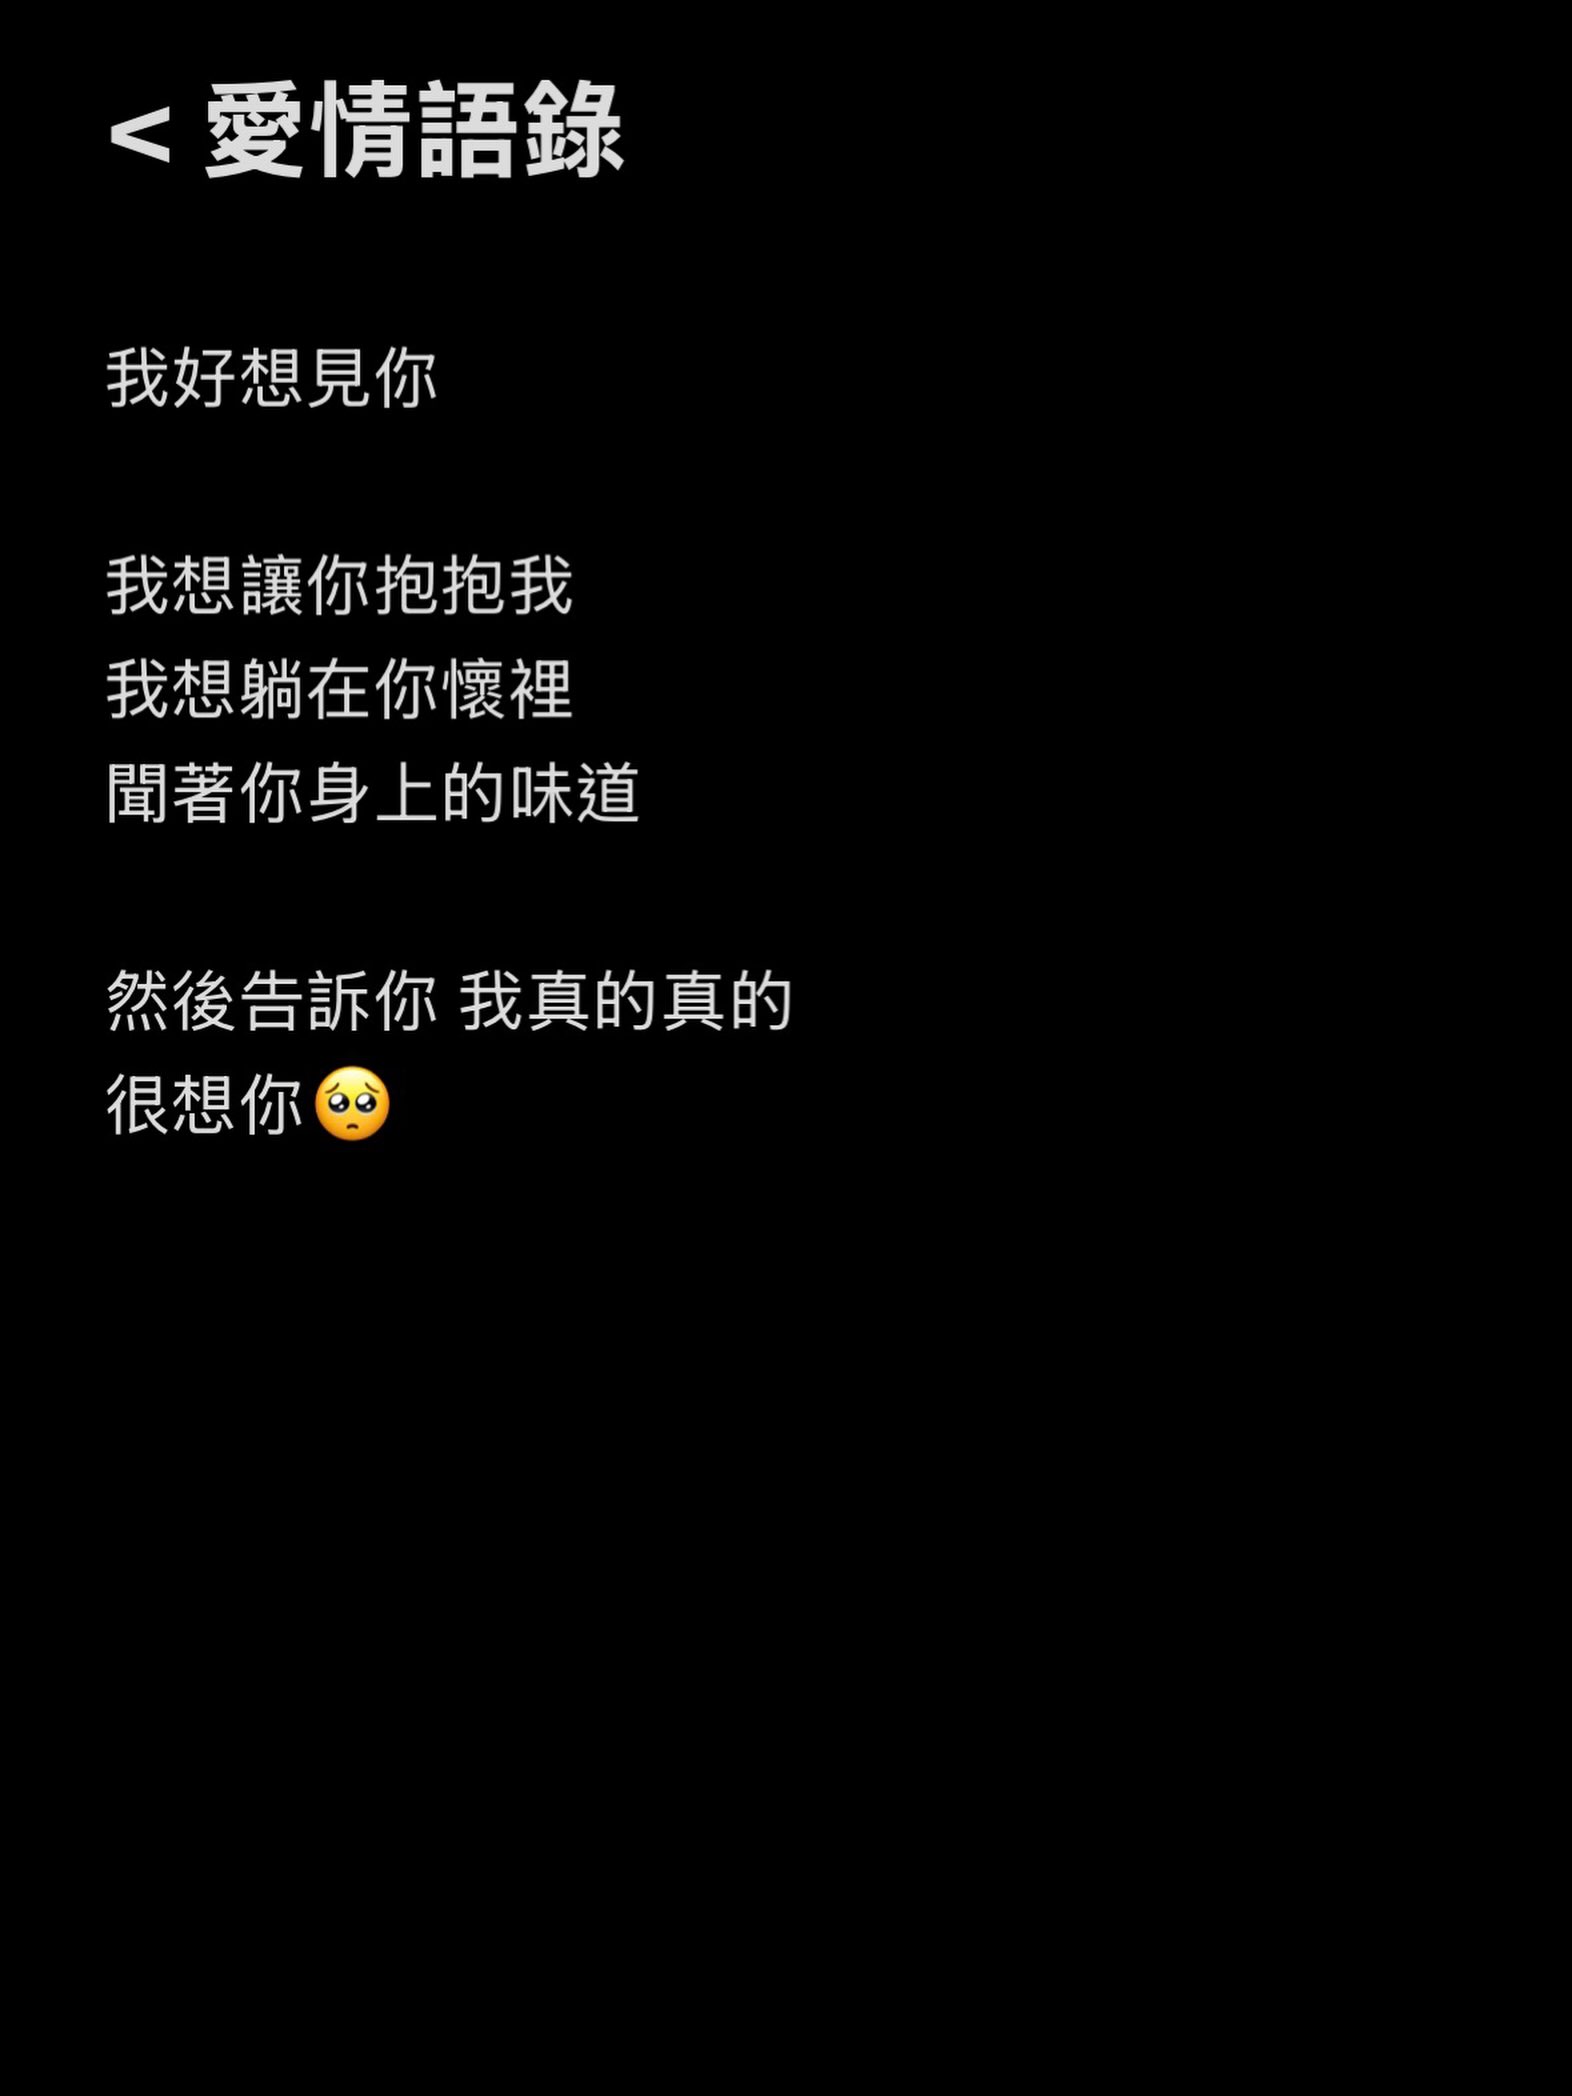 < 愛情語錄
我好想見你
我想讓你抱抱我
我想躺在你懷裡
聞著你身上的味道
然後告訴你 我真的真的
很想你🥺